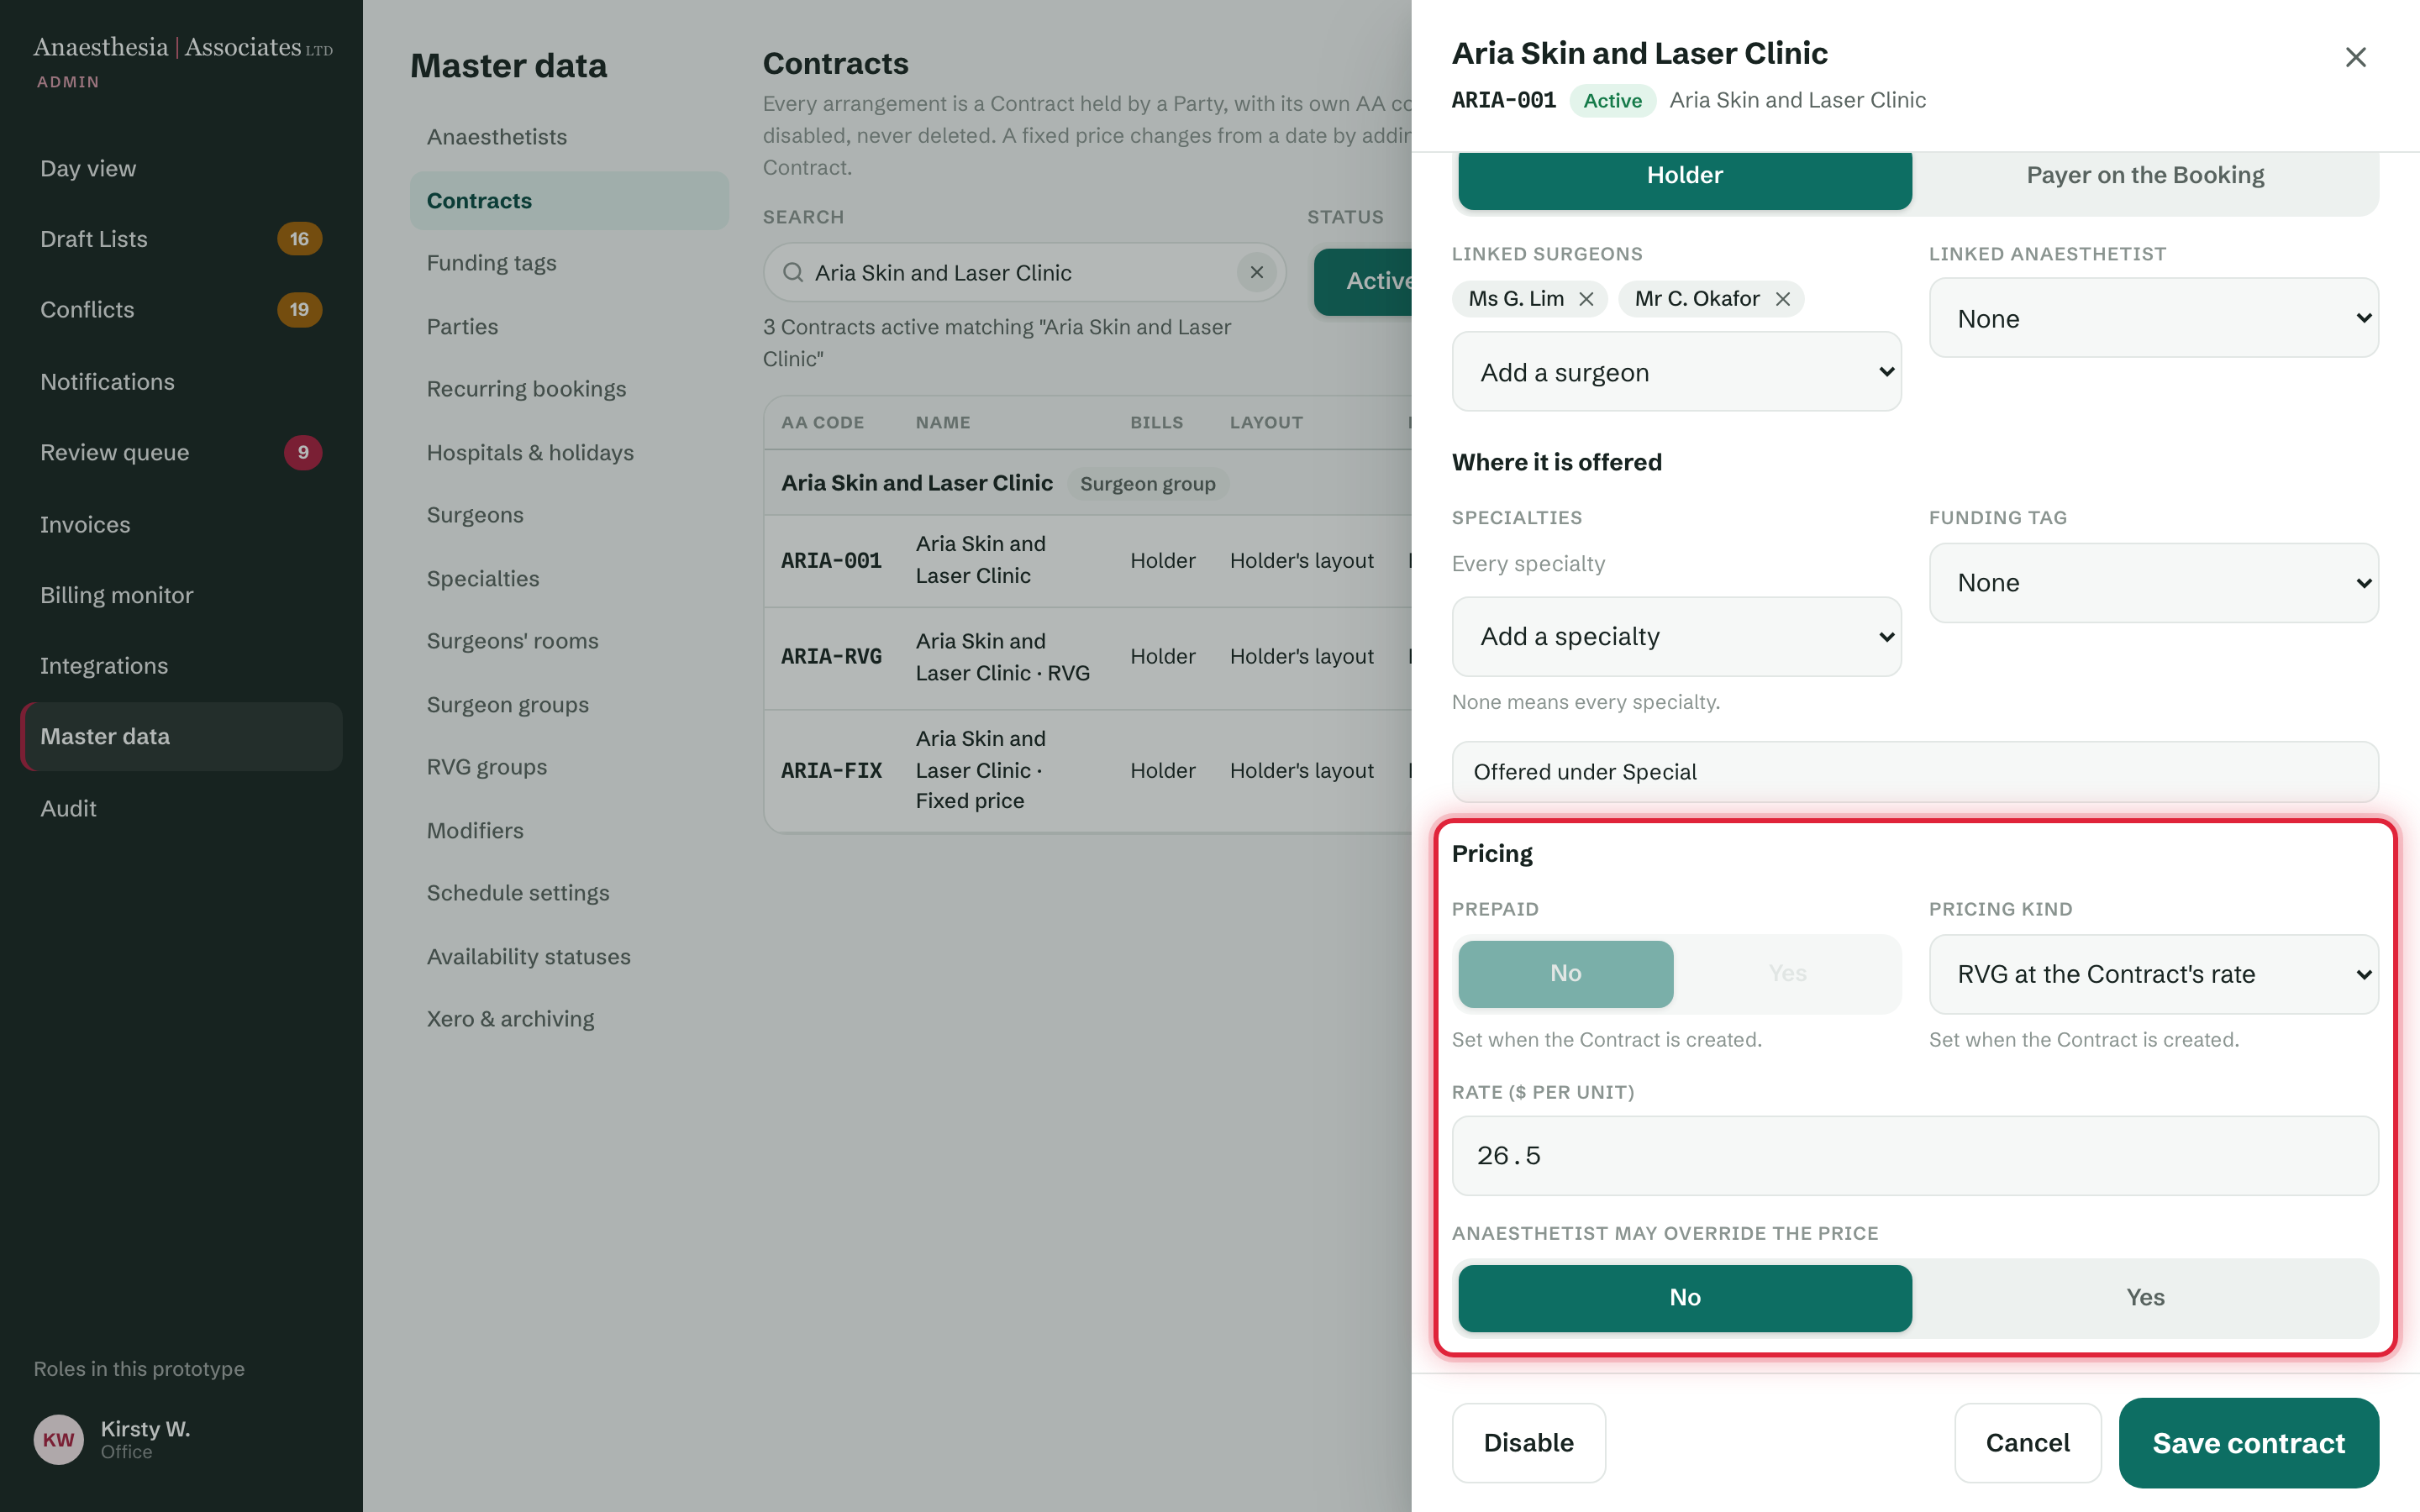 Anaesthesia | Associates LTD
ADMIN
Day view
Draft Lists 16
Conflicts 19
Notifications
Review queue 9
Invoices
Billing monitor
Integrations
Master data
Audit
Roles in this prototype
KW
Kirsty W.
Office
Master data
Anaesthetists
Contracts
Funding tags
Parties
Recurring bookings
Hospitals & holidays
Surgeons
Specialties
Surgeons' rooms
Surgeon groups
RVG groups
Modifiers
Schedule settings
Availability statuses
Xero & archiving
Contracts
Every arrangement is a Contract held by a Party, with its own AA
disabled, never deleted. A fixed price changes from a date by
Contract.
SEARCH STATUS
Aria Skin and Laser Clinic
Active
3 Contracts active matching "Aria Skin and Laser
Clinic"
AA CODE NAME BILLS LAYOUT
Aria Skin and Laser Clinic Surgeon group
ARIA-001 Aria Skin and Laser Clinic Holder Holder's layout
ARIA-RVG Aria Skin and Laser Clinic · RVG Holder Holder's layout
ARIA-FIX Aria Skin and Laser Clinic · Fixed price Holder Holder's layout
Aria Skin and Laser Clinic
ARIA-001 Active Aria Skin and Laser Clinic
Holder Payer on the Booking
LINKED SURGEONS
Ms G. Lim Mr C. Okafor
Add a surgeon
LINKED ANAESTHETIST
None
Where it is offered
SPECIALTIES
Every specialty
Add a specialty
None means every specialty.
FUNDING TAG
None
Offered under Special
Pricing
PREPAID
No Yes
Set when the Contract is created.
PRICING KIND
RVG at the Contract's rate
Set when the Contract is created.
RATE ($ PER UNIT)
26.5
ANAESTHETIST MAY OVERRIDE THE PRICE
No Yes
Disable Cancel Save contract